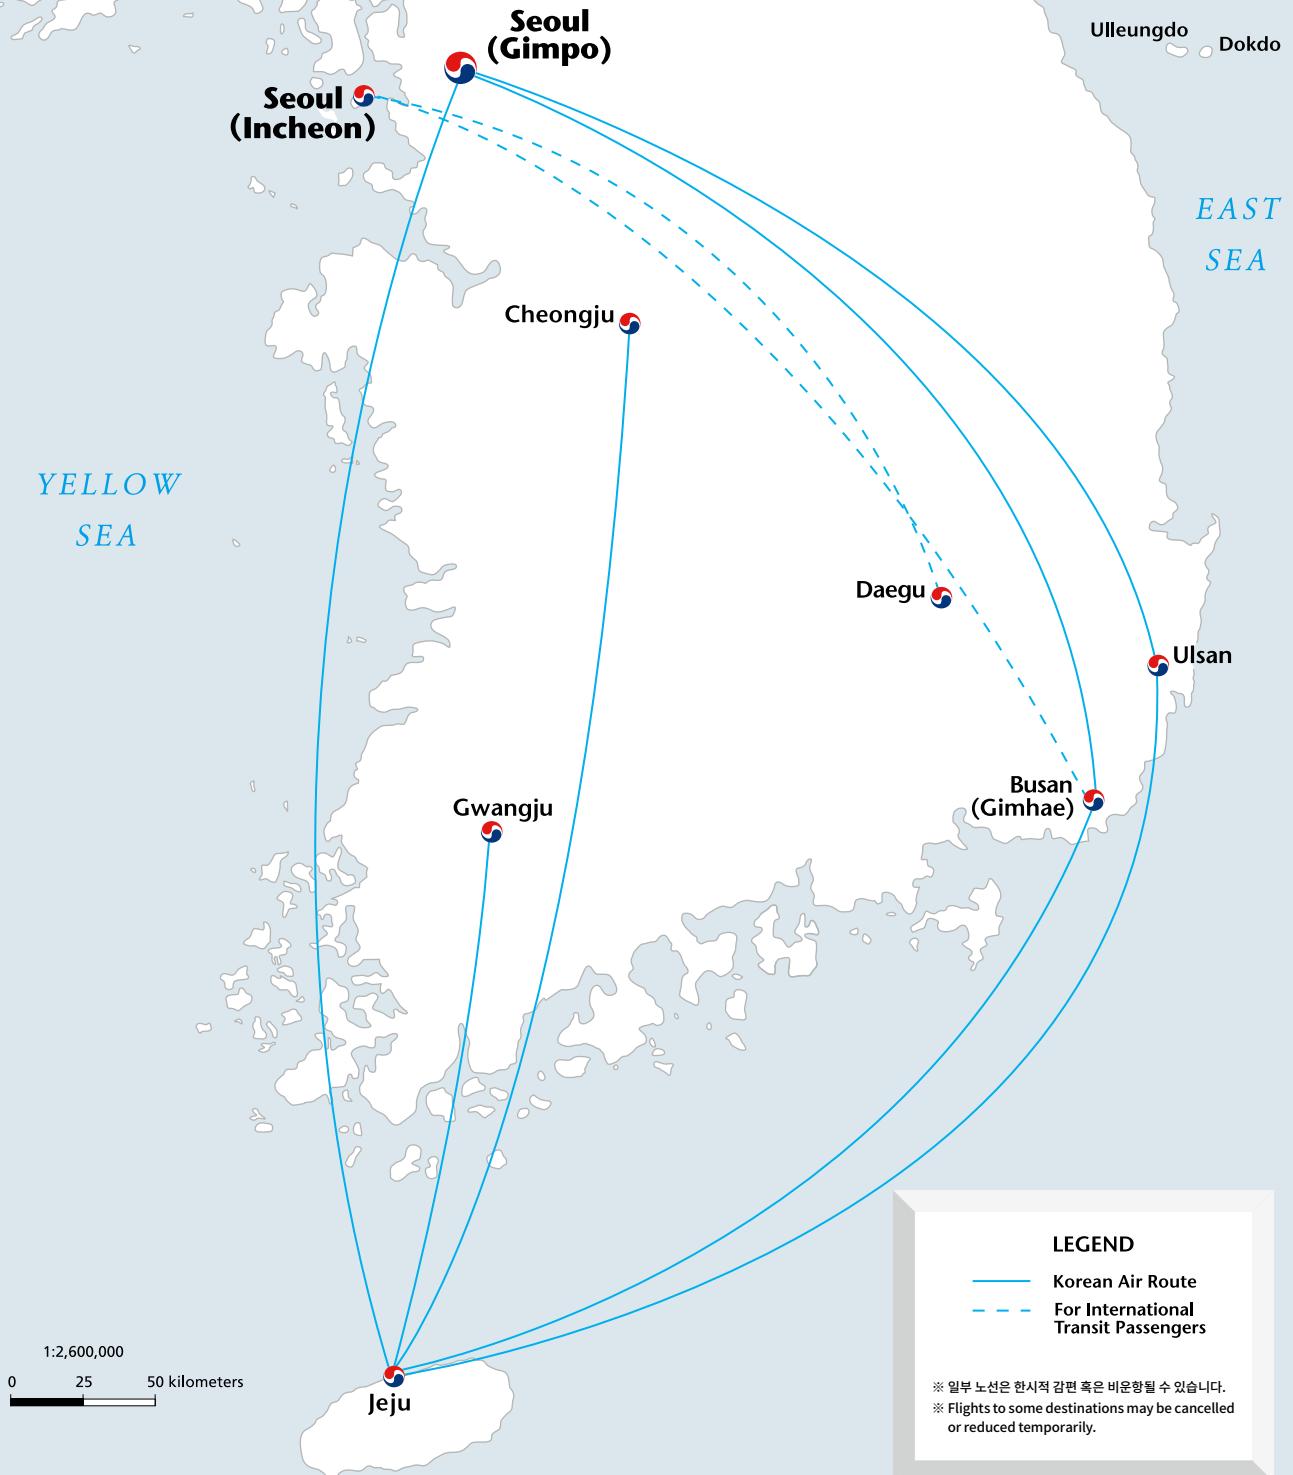 Seoul
(Gimpo)
Ulleungdo
Dokdo
Seoul
(Incheon)
EAST
SEA
Cheongju
YELLOW
SEA
Daegu
Ulsan
Busan
(Gimhae)
Gwangju
LEGEND
Korean Air Route
For International
Transit Passengers
※ 일부 노선은 한시적 감편 혹은 비운항될 수 있습니다.
※ Flights to some destinations may be cancelled
or reduced temporarily.
1:2,600,000
0 25 50 kilometers
Jeju